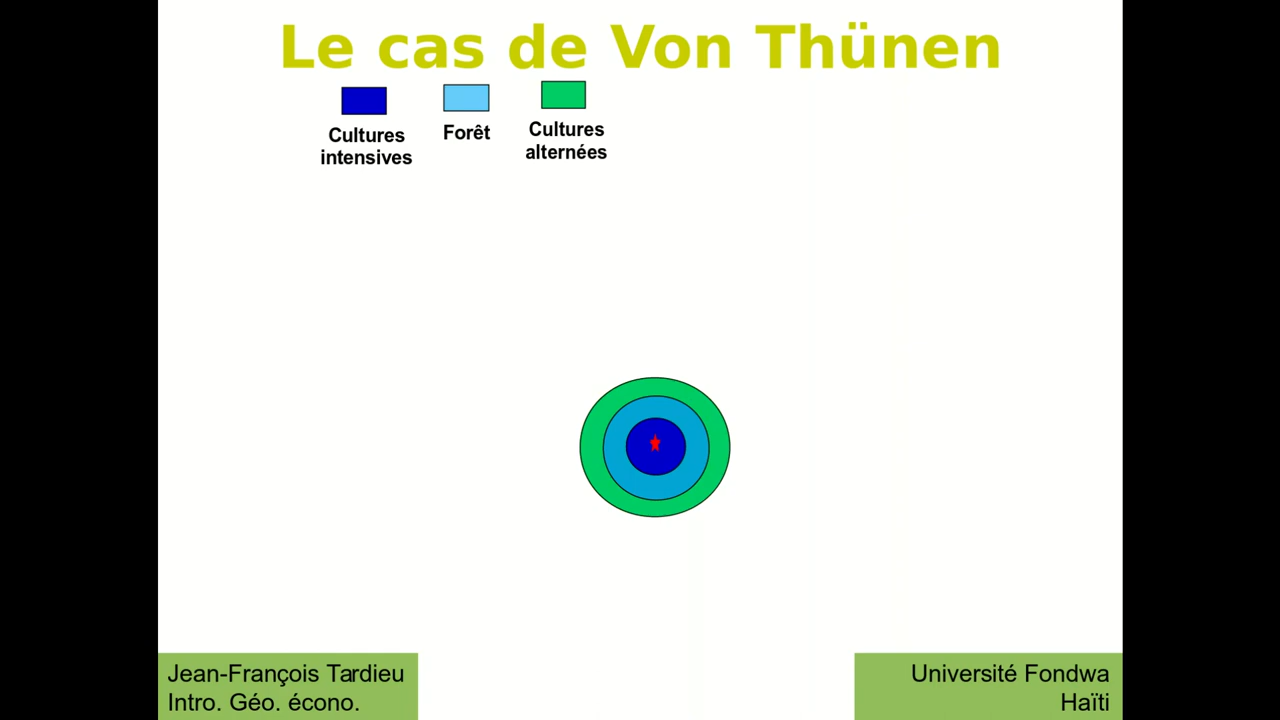 Le cas de Von Thünen
Cultures
intensives
Forêt
Cultures
alternées
Jean-François Tardieu
Intro. Géo. écono.
Université Fondwa
Haïti